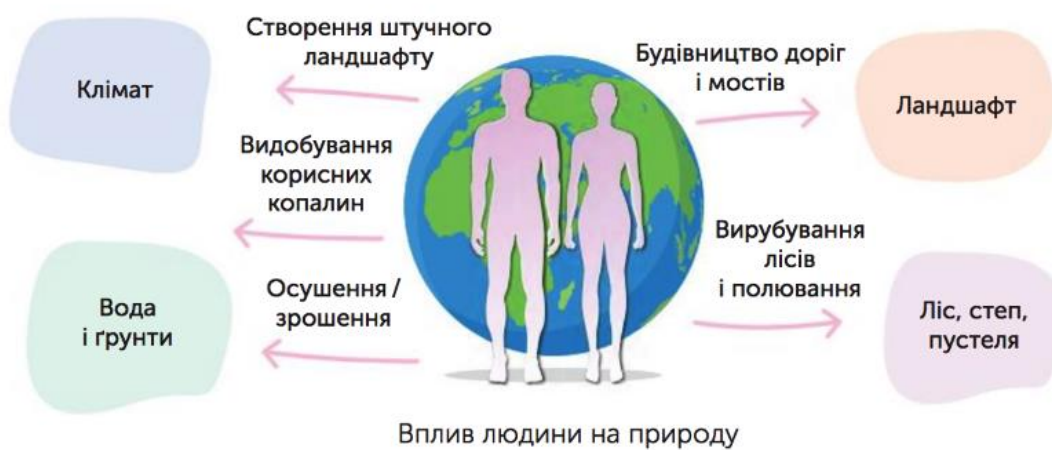 Створення штучного
ландшафту
Клімат
Будівництво доріг
і мостів
Ландшафт
Видобування
корисних
копалин
Вирубування
лісів
і полювання
Вода
і ґрунти
Осушення /
зрошення
Ліс, степ,
пустеля
Вплив людини на природу